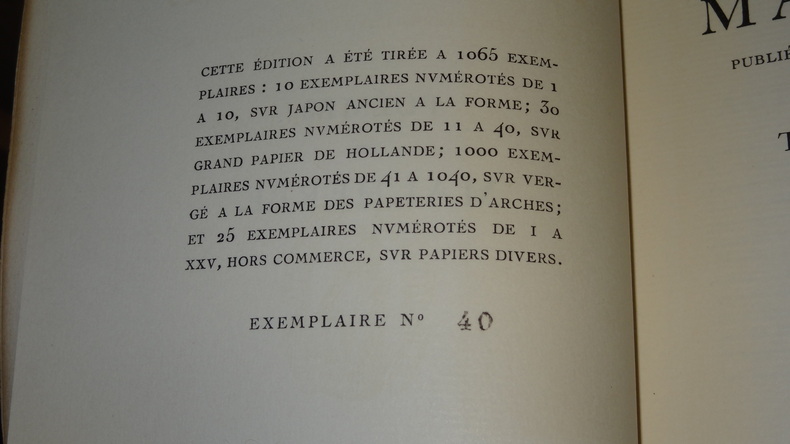 CETTE ÉDITION A ÉTÉ TIRÉE A 1065 EXEM-
PLAIRES : 10 EXEMPLAIRES NVMÉROTÉS DE 1
A 10, SVR JAPON ANCIEN A LA FORME ; 30
EXEMPLAIRES NVMÉROTÉS DE 11 A 40, SVR
GRAND PAPIER DE HOLLANDE ; 1000 EXEM-
PLAIRES NVMÉROTÉS DE 41 A 1040, SVR VER-
GÉ A LA FORME DES PAPETERIES D'ARCHES ;
ET 25 EXEMPLAIRES NVMÉROTÉS DE I A
XXV, HORS COMMERCE, SVR PAPIERS DIVERS.
EXEMPLAIRE Nº 40